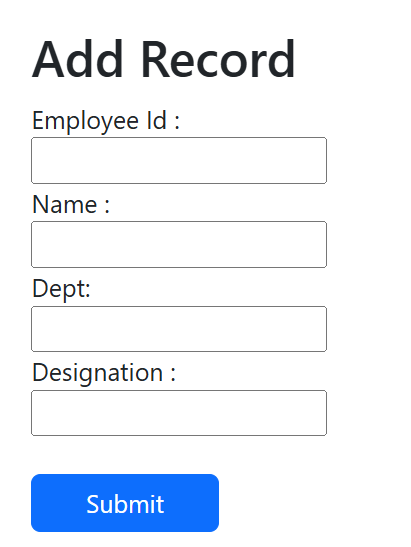 Add Record
Employee Id :
Name :
Dept:
Designation :
Submit